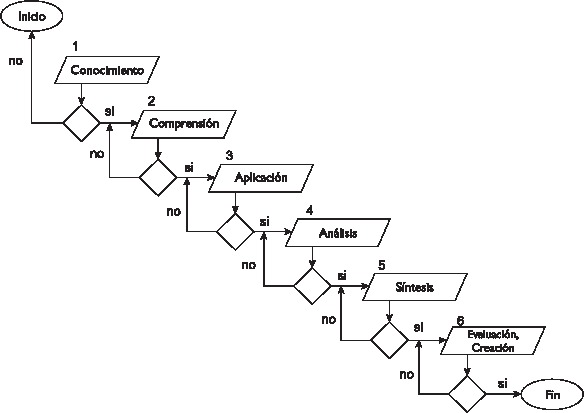 Inicio
1
no
Conocimiento
si
2
Comprensión
no
si
3
Aplicación
no
si
4
Análisis
no
si
5
Síntesis
no
si
6
Evaluación,
Creación
no
si
Fin